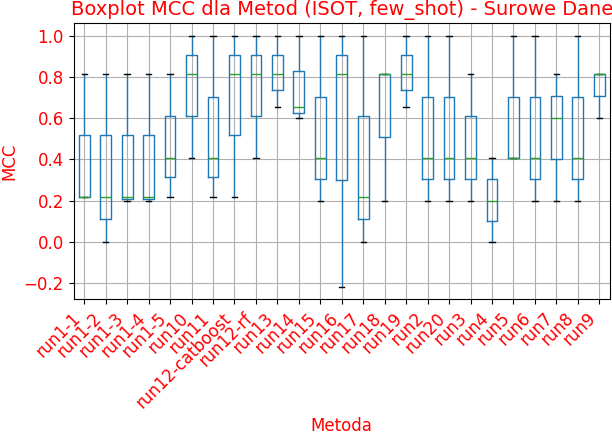 Boxplot MCC dla Metod (ISOT, few_shot) - Surowe Dane
MCC
1.0
0.8
0.6
0.4
0.2
0.0
−0.2
run1-1
run1-2
run1-3
run1-4
run1-5
run10
run11
run12-catboost
run12-rf
run13
run14
run15
run16
run17
run18
run19
run2
run20
run3
run4
run5
run6
run7
run8
run9
Metoda